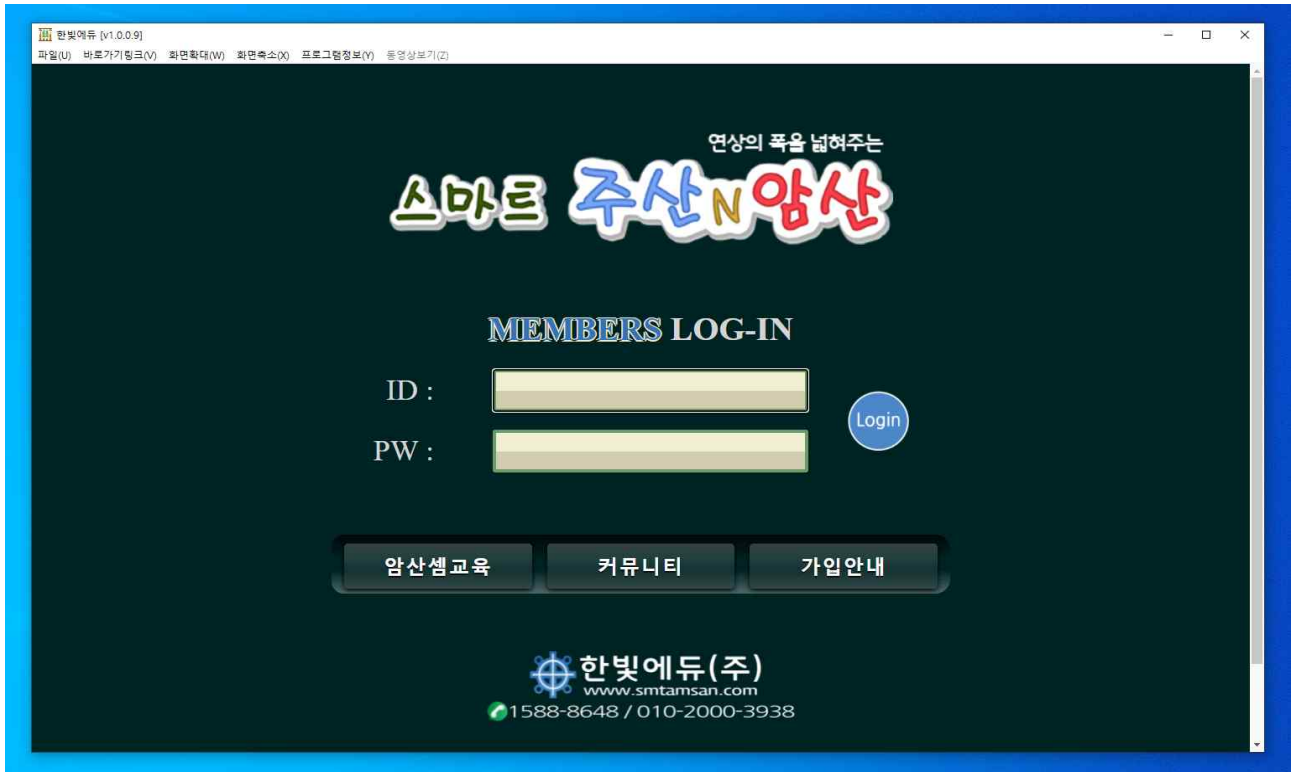 한빛에듀 [v1.0.0.9]
파일(U) 바로가기링크(V) 화면확대(W) 화면축소(X) 프로그램정보(Y) 동영상보기(Z)
연상의 폭을 넓혀주는
스마트 주산N암산
MEMBERS LOG-IN
ID :
Login
PW :
암산셈교육 커뮤니티 가입안내
한빛에듀(주)
www.smtamsan.com
1588-8648 / 010-2000-3938